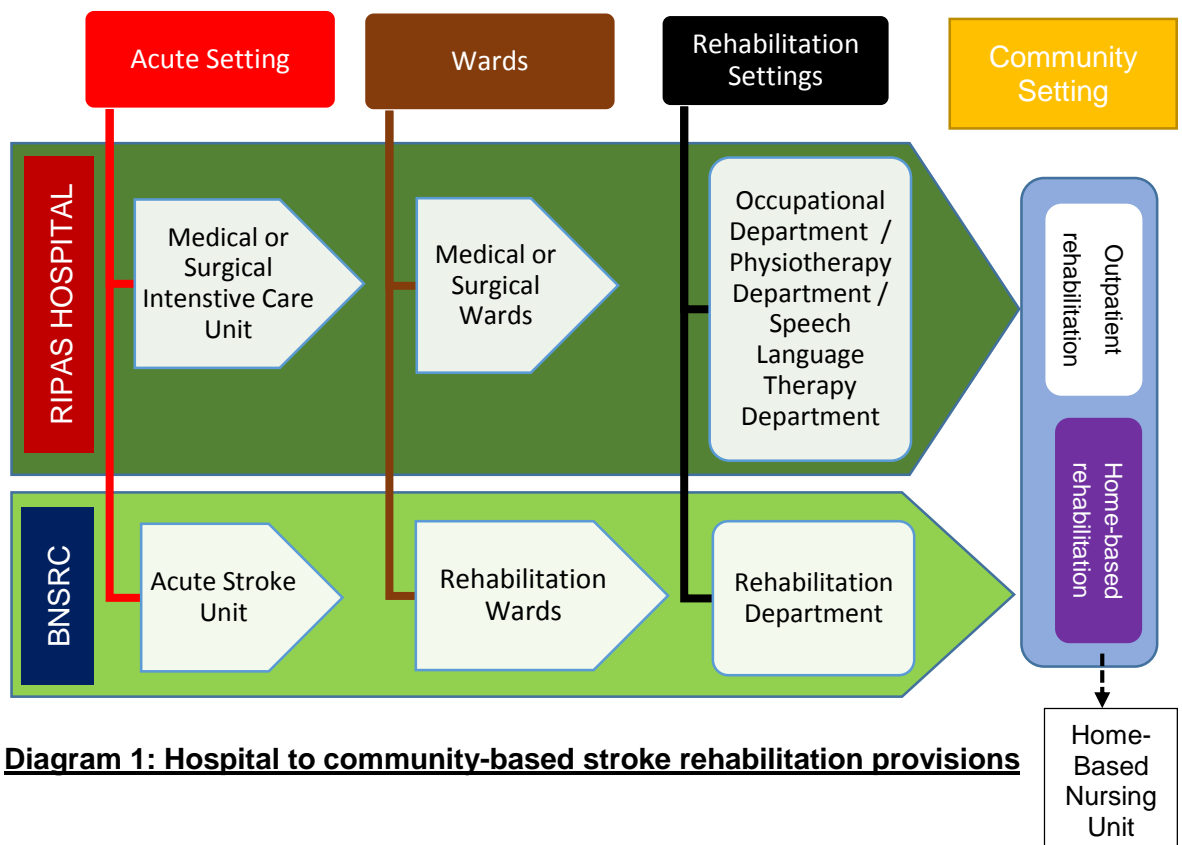 Acute Setting
Wards
Rehabilitation
Settings
Community
Setting
RIPAS HOSPITAL
Medical or
Surgical
Intenstive Care
Unit
Medical or
Surgical
Wards
Occupational
Department /
Physiotherapy
Department /
Speech
Language
Therapy
Department
Outpatient
rehabilitation
Home-based
rehabilitation
BNSRC
Acute Stroke
Unit
Rehabilitation
Wards
Rehabilitation
Department
Diagram 1: Hospital to community-based stroke rehabilitation provisions
Home-
Based
Nursing
Unit